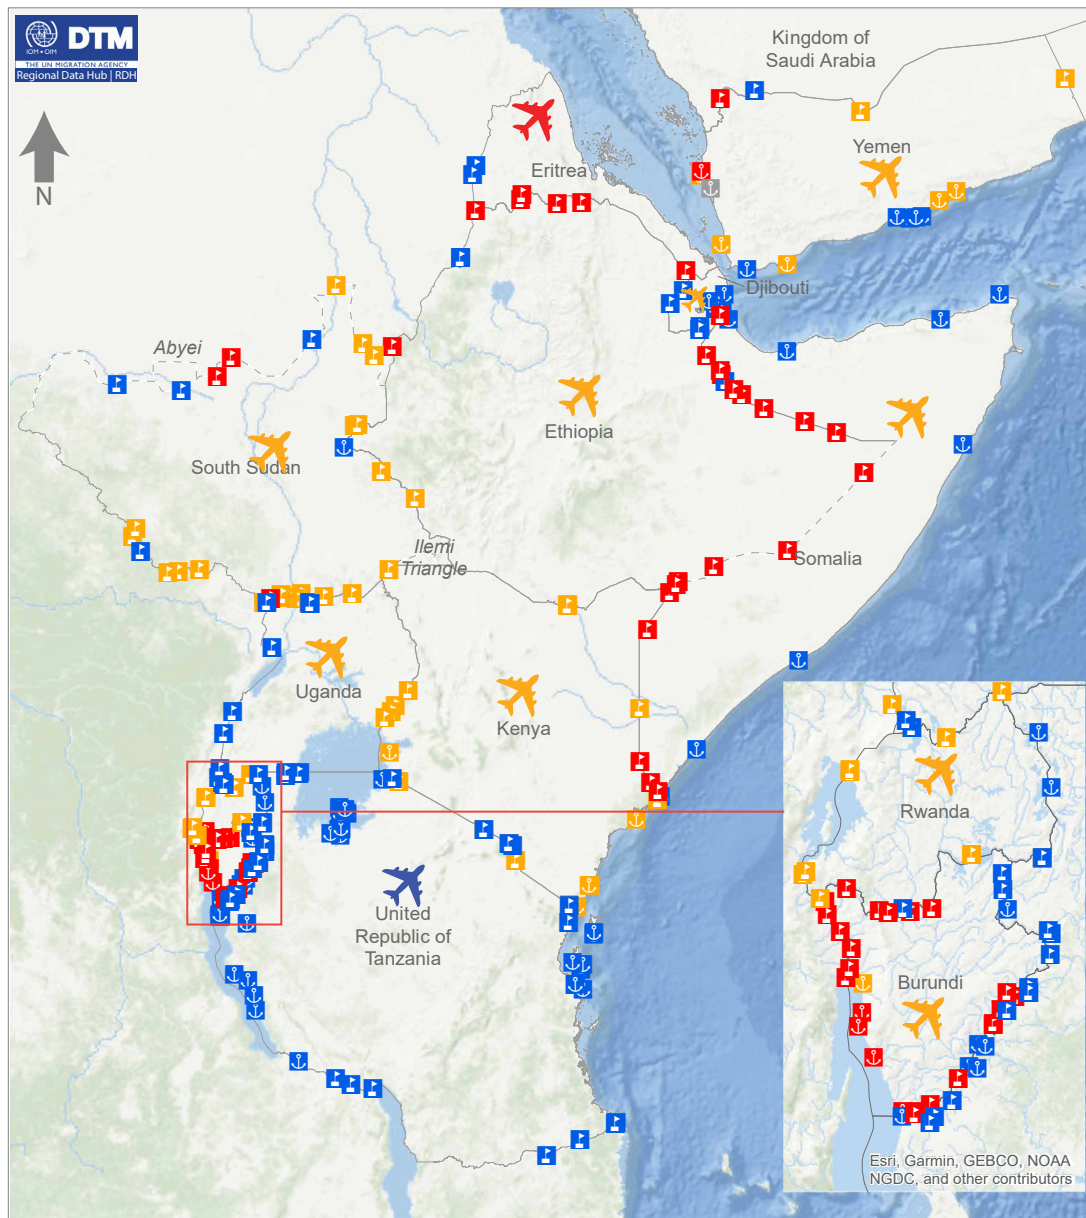 IOM • OIM
DTM
THE UN MIGRATION AGENCY
Regional Data Hub | RDH
Kingdom of
Saudi Arabia
N
Yemen
Eritrea
Djibouti
Abyei
Ethiopia
South Sudan
Ilemi
Triangle
Somalia
Uganda
Kenya
Rwanda
United
Republic of
Tanzania
Burundi
Esri, Garmin, GEBCO, NOAA
NGDC, and other contributors